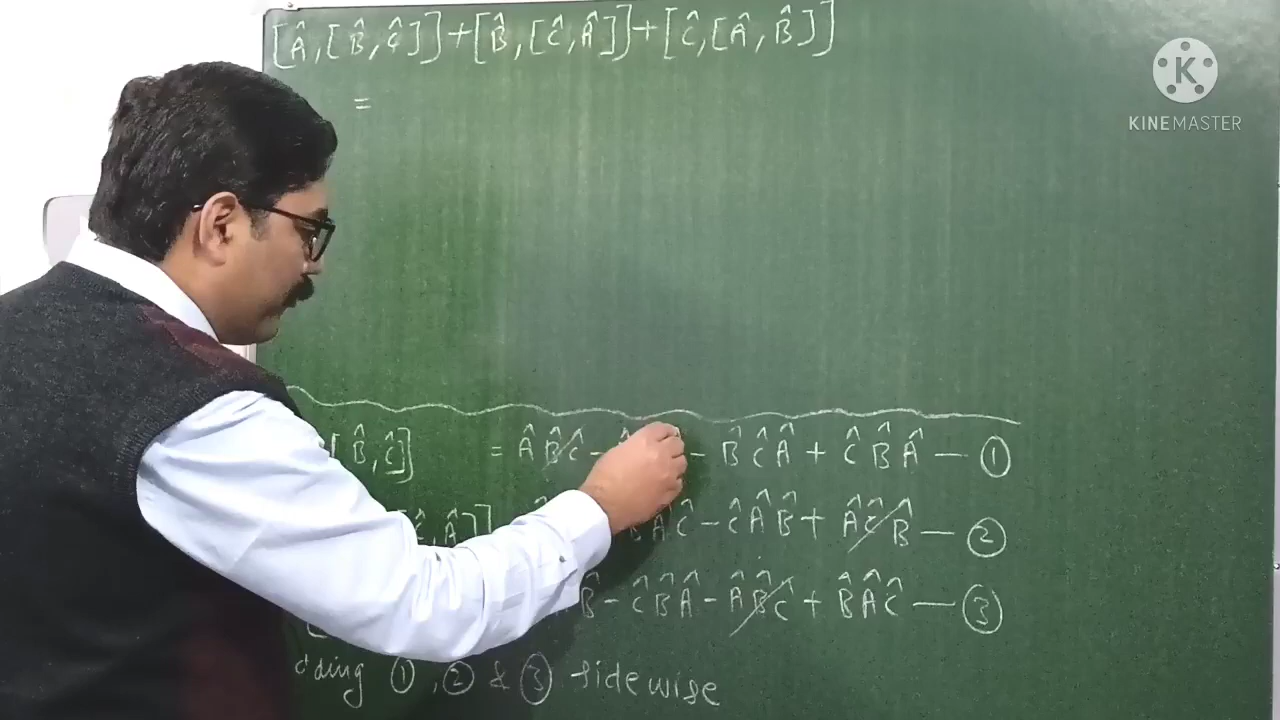 [Â,[B̂,Ĉ]]+[B̂,[Ĉ,Â]]+[Ĉ,[Â,B̂]]
=
KINEMASTER
[B̂,Ĉ]] = ÂB̂Ĉ - - B̂ĈÂ + ĈB̂Â — ①
Ĉ,Â]] B̂ÂĈ - ĈÂB̂ + ÂĈB̂ — ②
B̂ - ĈB̂Â - ÂB̂Ĉ + B̂ÂĈ — ③
dding ①, ② & ③ sidewise